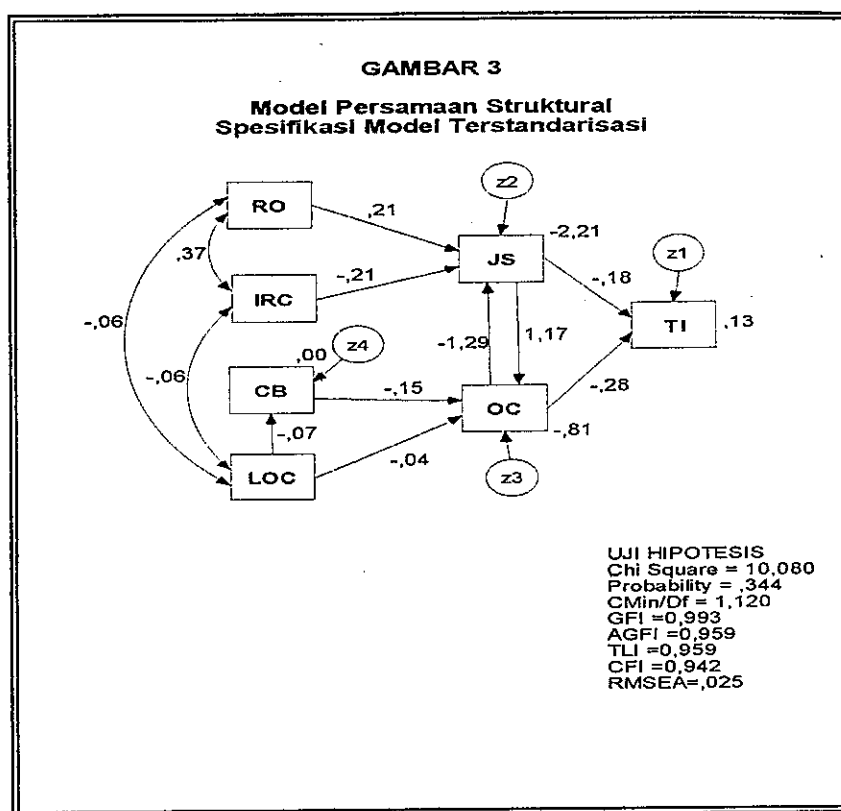 GAMBAR 3
Model Persamaan Struktural
Spesifikasi Model Terstandarisasi
z2
RO
,21
-2,21
JS
z1
,37
-,18
-,21
IRC
TI
,13
-,06
z4
-1,29
1,17
,00
-,06
CB
-,15
-,28
OC
-,07
-,81
-,04
LOC
z3
UJI HIPOTESIS
Chi Square = 10,080
Probability = ,344
CMin/Df = 1,120
GFI =0,993
AGFI =0,959
TLI =0,959
CFI =0,942
RMSEA=,025